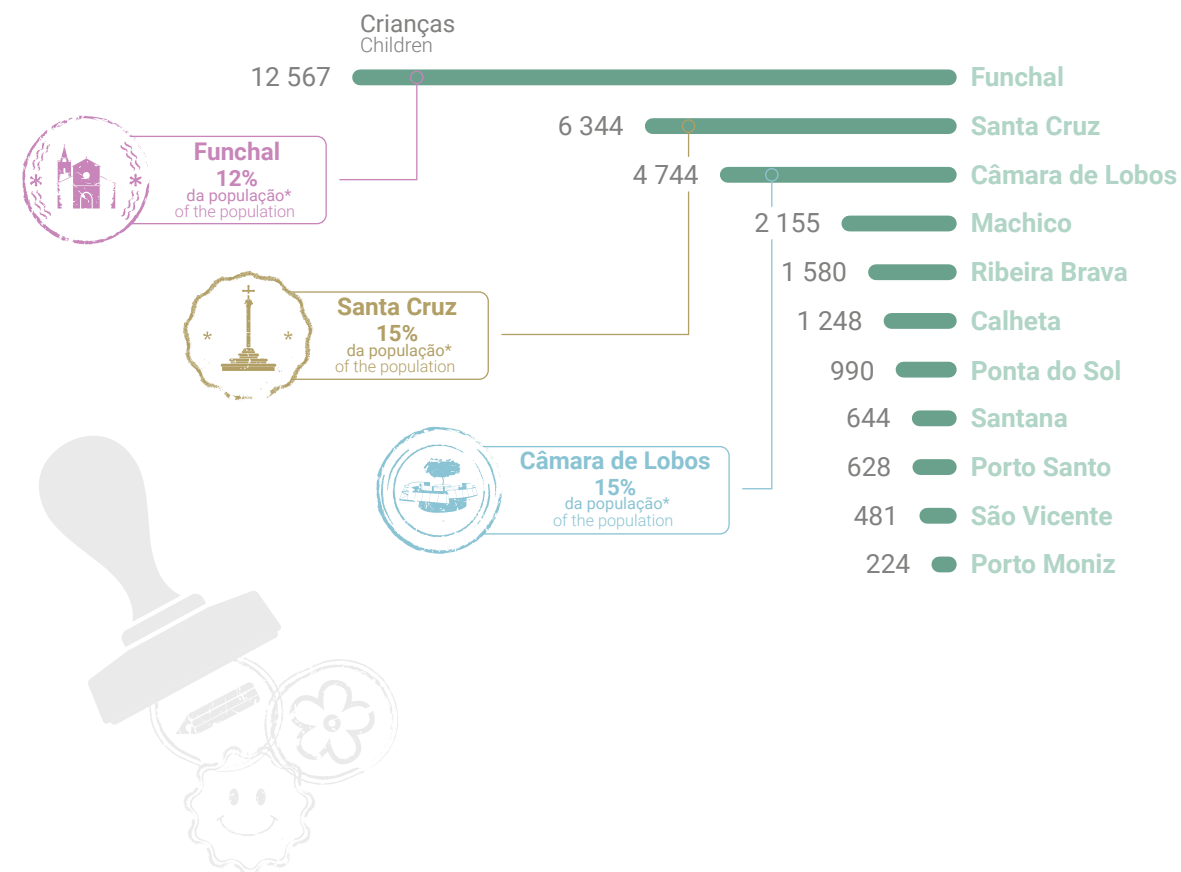 Crianças
Children
12 567 Funchal
6 344 Santa Cruz
4 744 Câmara de Lobos
2 155 Machico
1 580 Ribeira Brava
1 248 Calheta
990 Ponta do Sol
644 Santana
628 Porto Santo
481 São Vicente
224 Porto Moniz
Funchal
12%
da população*
of the population
Santa Cruz
15%
da população*
of the population
Câmara de Lobos
15%
da população*
of the population